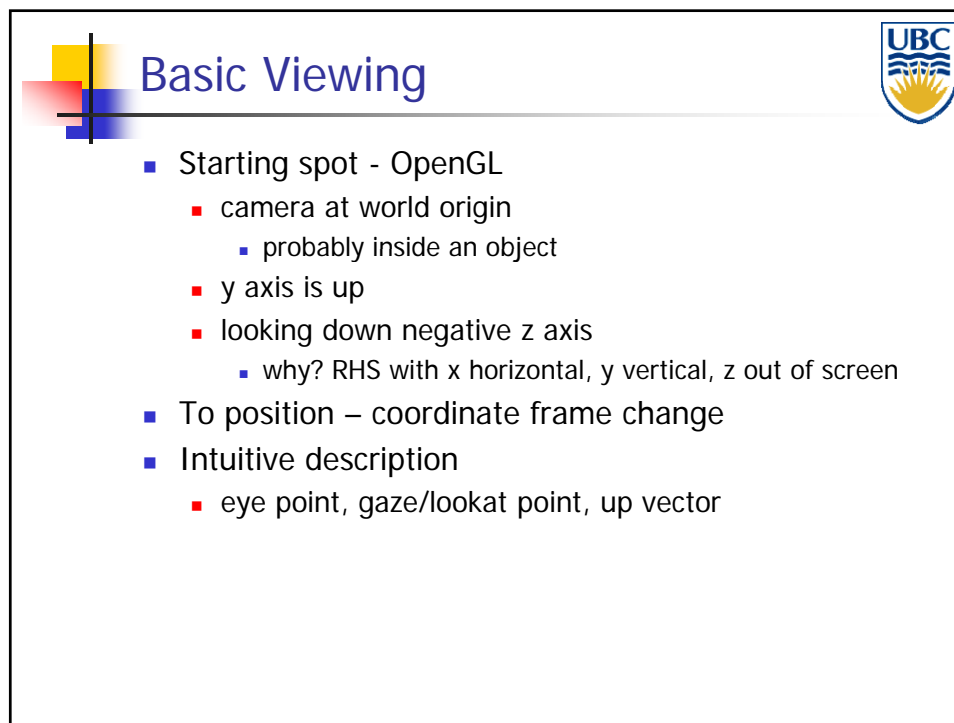 UBC
Basic Viewing
Starting spot - OpenGL
camera at world origin
probably inside an object
y axis is up
looking down negative z axis
why? RHS with x horizontal, y vertical, z out of screen
To position – coordinate frame change
Intuitive description
eye point, gaze/lookat point, up vector